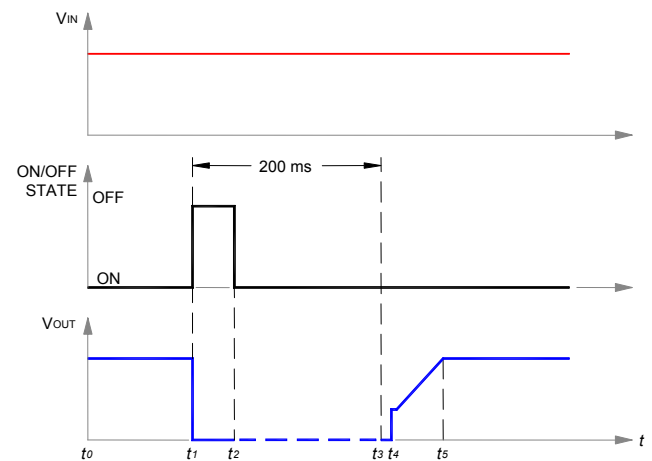 VIN
200 ms
ON/OFF
STATE
OFF
ON
VOUT
t
t0 t1 t2 t3 t4 t5